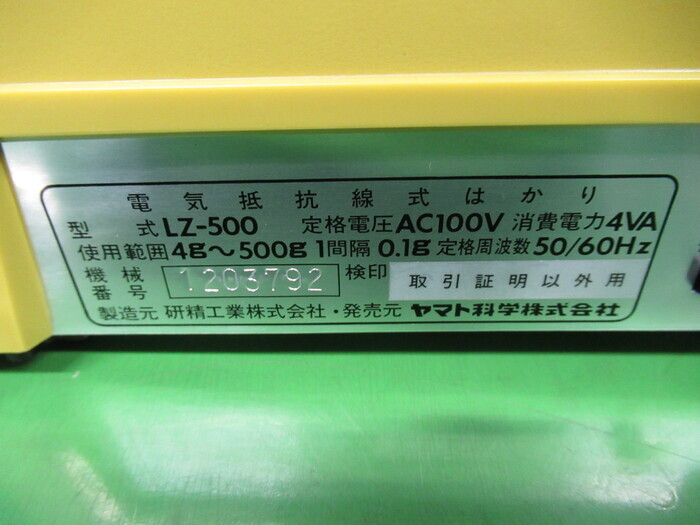 電気抵抗線式はかり
型式 LZ-500 定格電圧 AC100V 消費電力 4VA
使用範囲 4g～500g 1間隔 0.1g 定格周波数 50/60Hz
機械番号 1203792 検印 取引証明以外用
製造元 研精工業株式会社・発売元 ヤマト科学株式会社